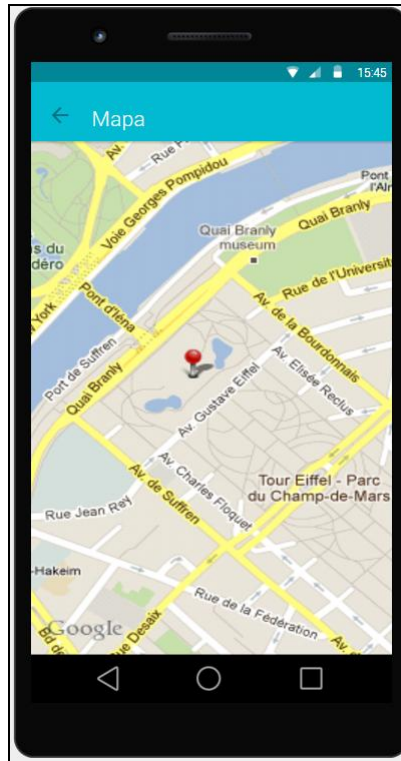 15:45
Mapa
Av.
Rue
Pont
l'Al
Voie Georges Pompidou
Quai Branly
museum
Quai Branly
du
déro
Rue de l'Universit
Pont d'Iéna
York
Av. de la Bourdonnais
Port de Suffren
Av. Elisée Reclus
Quai Branly
Av. Gustave Eiffel
Av. Charles Floquet
Tour Eiffel - Parc
du Champ-de-Mars
Av. de Suffren
Rue Jean Rey
-Hakeim
Rue de la Fédération
Google
Bd de
Rue Desaix
Av.